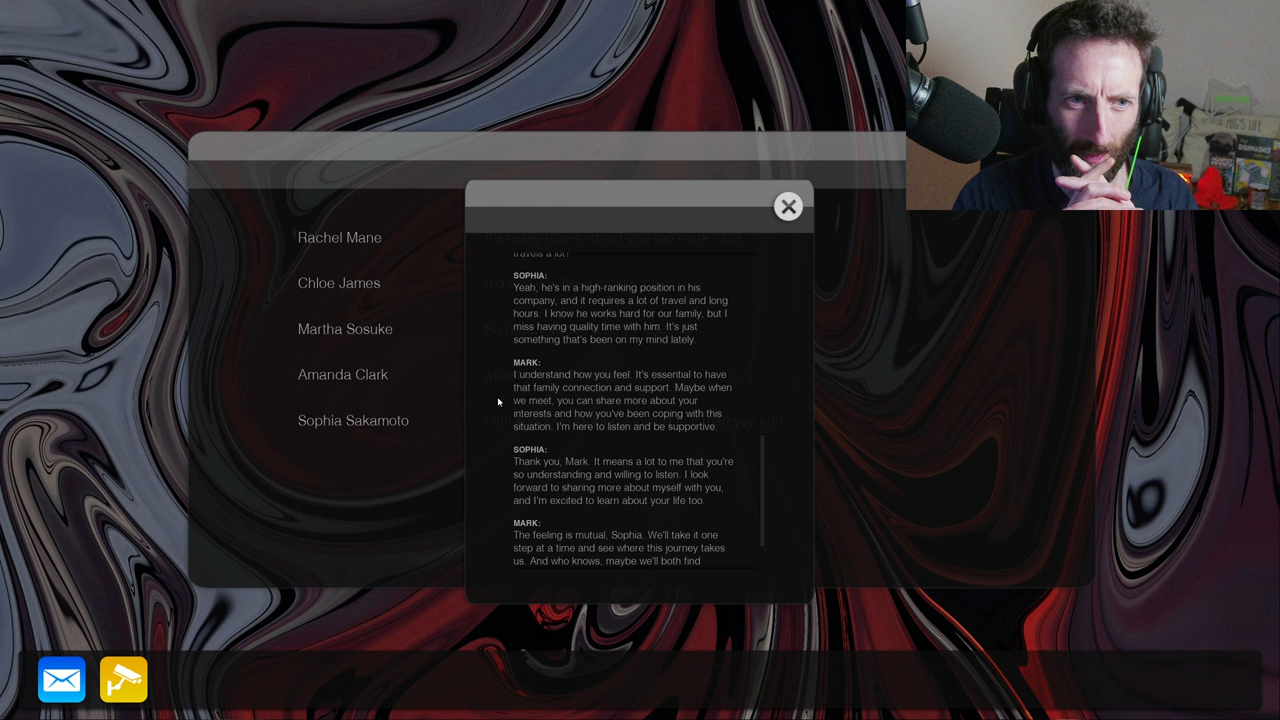 Rachel Mane
Chloe James
Martha Sosuke
Amanda Clark
Sophia Sakamoto
travels a lot?
SOPHIA:
Yeah, he's in a high-ranking position in his
company, and it requires a lot of travel and long
hours. I know he works hard for our family, but I
miss having quality time with him. It's just
something that's been on my mind lately.
MARK:
I understand how you feel. It's essential to have
that family connection and support. Maybe when
we meet, you can share more about your
interests and how you've been coping with this
situation. I'm here to listen and be supportive.
SOPHIA:
Thank you, Mark. It means a lot to me that you're
so understanding and willing to listen. I look
forward to sharing more about myself with you,
and I'm excited to learn about your life too.
MARK:
The feeling is mutual, Sophia. We'll take it one
step at a time and see where this journey takes
us. And who knows, maybe we'll both find